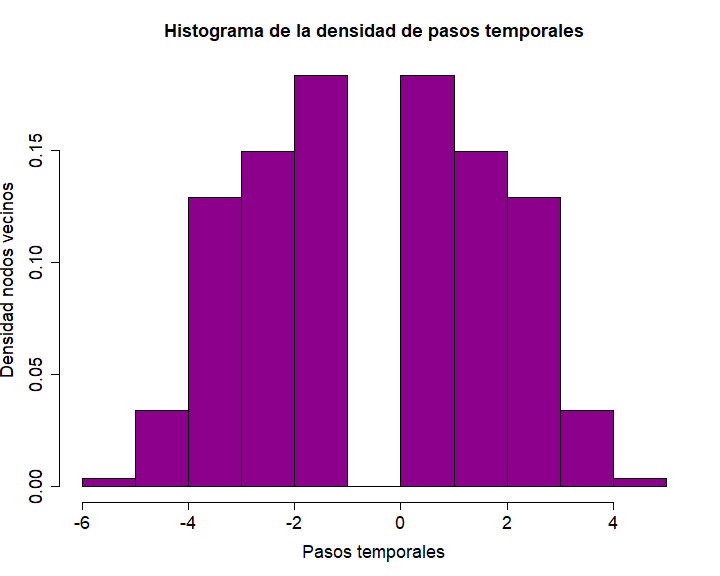 Histograma de la densidad de pasos temporales
Densidad nodos vecinos
0.15
0.10
0.05
0.00
-6 -4 -2 0 2 4
Pasos temporales